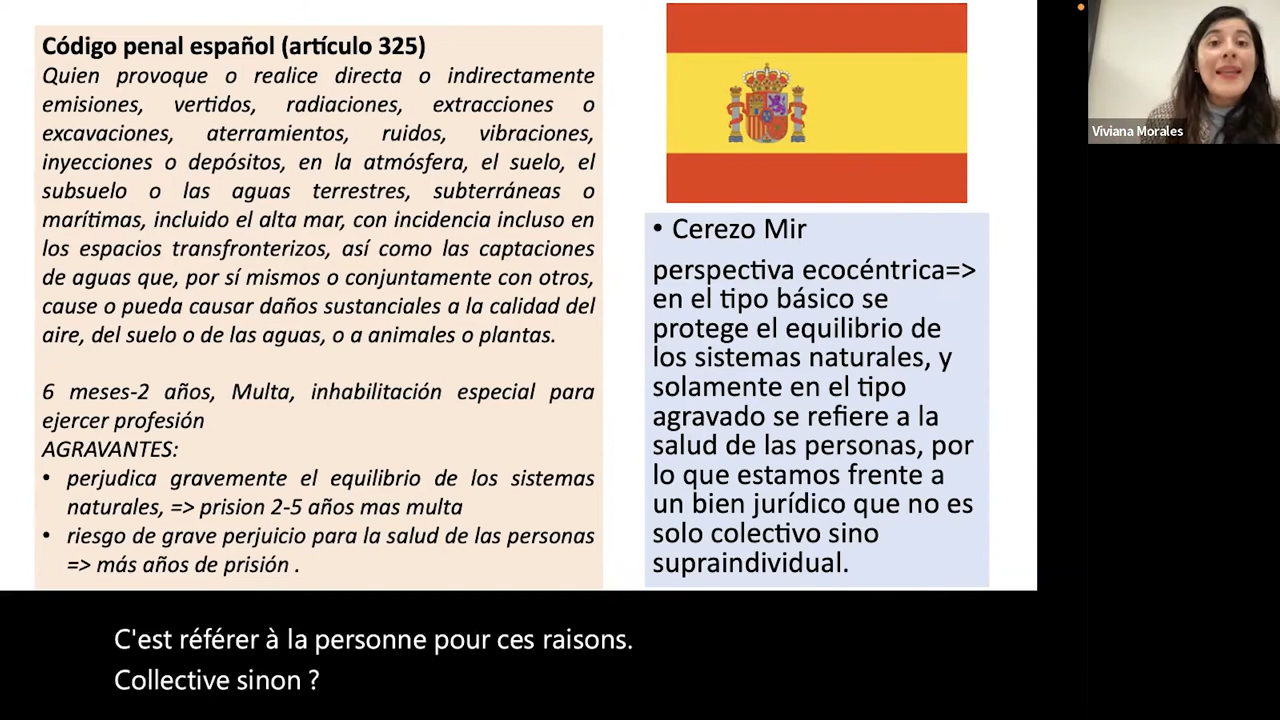 Código penal español (artículo 325)
Quien provoque o realice directa o indirectamente
emisiones, vertidos, radiaciones, extracciones o
excavaciones, aterramientos, ruidos, vibraciones,
inyecciones o depósitos, en la atmósfera, el suelo, el
subsuelo o las aguas terrestres, subterráneas o
marítimas, incluido el alta mar, con incidencia incluso en
los espacios transfronterizos, así como las captaciones
de aguas que, por sí mismos o conjuntamente con otros,
cause o pueda causar daños sustanciales a la calidad del
aire, del suelo o de las aguas, o a animales o plantas.
6 meses-2 años, Multa, inhabilitación especial para
ejercer profesión
AGRAVANTES:
• perjudica gravemente el equilibrio de los sistemas
naturales, => prision 2-5 años mas multa
• riesgo de grave perjuicio para la salud de las personas
=> más años de prisión .
• Cerezo Mir
perspectiva ecocéntrica=>
en el tipo básico se
protege el equilibrio de
los sistemas naturales, y
solamente en el tipo
agravado se refiere a la
salud de las personas, por
lo que estamos frente a
un bien jurídico que no es
solo colectivo sino
supraindividual.
Viviana Morales
C'est référer à la personne pour ces raisons.
Collective sinon ?